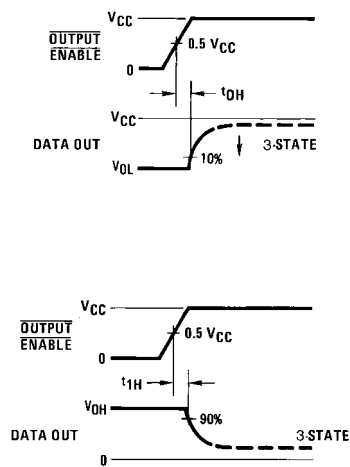 VCC
OUTPUT
ENABLE
0.5 VCC
0
tOH
VCC
DATA OUT
3-STATE
VOL
10%
VCC
OUTPUT
ENABLE
0.5 VCC
0
t1H
VOH
90%
DATA OUT
3-STATE
0